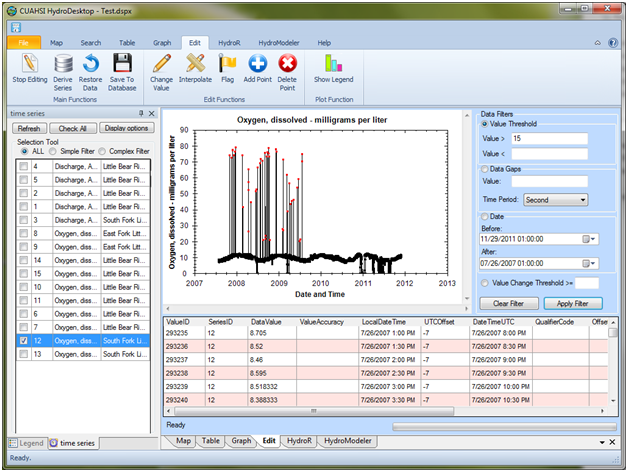 CUAHSI HydroDesktop - Test.dspx
File Map Search Table Graph Edit HydroR HydroModeler Help
Stop Editing Derive Series Restore Data Save To Database Change Value Interpolate Flag Add Point Delete Point Show Legend
Main Functions Edit Functions Plot Function
time series
Refresh Check All Display options
Selection Tool
ALL Simple Filter Complex Filter
4 Discharge, A... Little Bear Ri...
5 Discharge, A... Little Bear Ri...
2 Discharge, A... Little Bear Ri...
1 Discharge, A... Little Bear Ri...
3 Discharge, A... South Fork Li...
8 Oxygen, diss... East Fork Litt...
9 Oxygen, diss... East Fork Litt...
14 Oxygen, diss... Little Bear Ri...
15 Oxygen, diss... Little Bear Ri...
10 Oxygen, diss... Little Bear Ri...
11 Oxygen, diss... Little Bear Ri...
6 Oxygen, diss... Little Bear Ri...
7 Oxygen, diss... Little Bear Ri...
12 Oxygen, diss... South Fork Li...
13 Oxygen, diss... South Fork Li...
Legend time series
Oxygen, dissolved - milligrams per liter
Oxygen, dissolved - milligrams per liter
90
80
70
60
50
40
30
20
10
0
2007 2008 2009 2010 2011 2012 2013
Date and Time
Data Filters
Value Threshold
Value > 15
Value <
Data Gaps
Value:
Time Period: Second
Date
Before:
11/29/2011 01:00:00
After:
07/26/2007 01:00:00
Value Change Threshold >=
Clear Filter Apply Filter
ValueID SeriesID DataValue ValueAccuracy LocalDateTime UTCOffset DateTimeUTC QualifierCode Offse
293235 12 8.75 7/26/2007 1:00 PM -7 7/26/2007 8:00 PM
293236 12 8.52 7/26/2007 1:30 PM -7 7/26/2007 8:30 PM
293237 12 8.46 7/26/2007 2:00 PM -7 7/26/2007 9:00 PM
293238 12 8.595 7/26/2007 2:30 PM -7 7/26/2007 9:30 PM
293239 12 8.518332 7/26/2007 3:00 PM -7 7/26/2007 10:00 PM
293240 12 8.388333 7/26/2007 3:30 PM -7 7/26/2007 10:30 PM
Ready
Map Table Graph Edit HydroR HydroModeler
Ready.